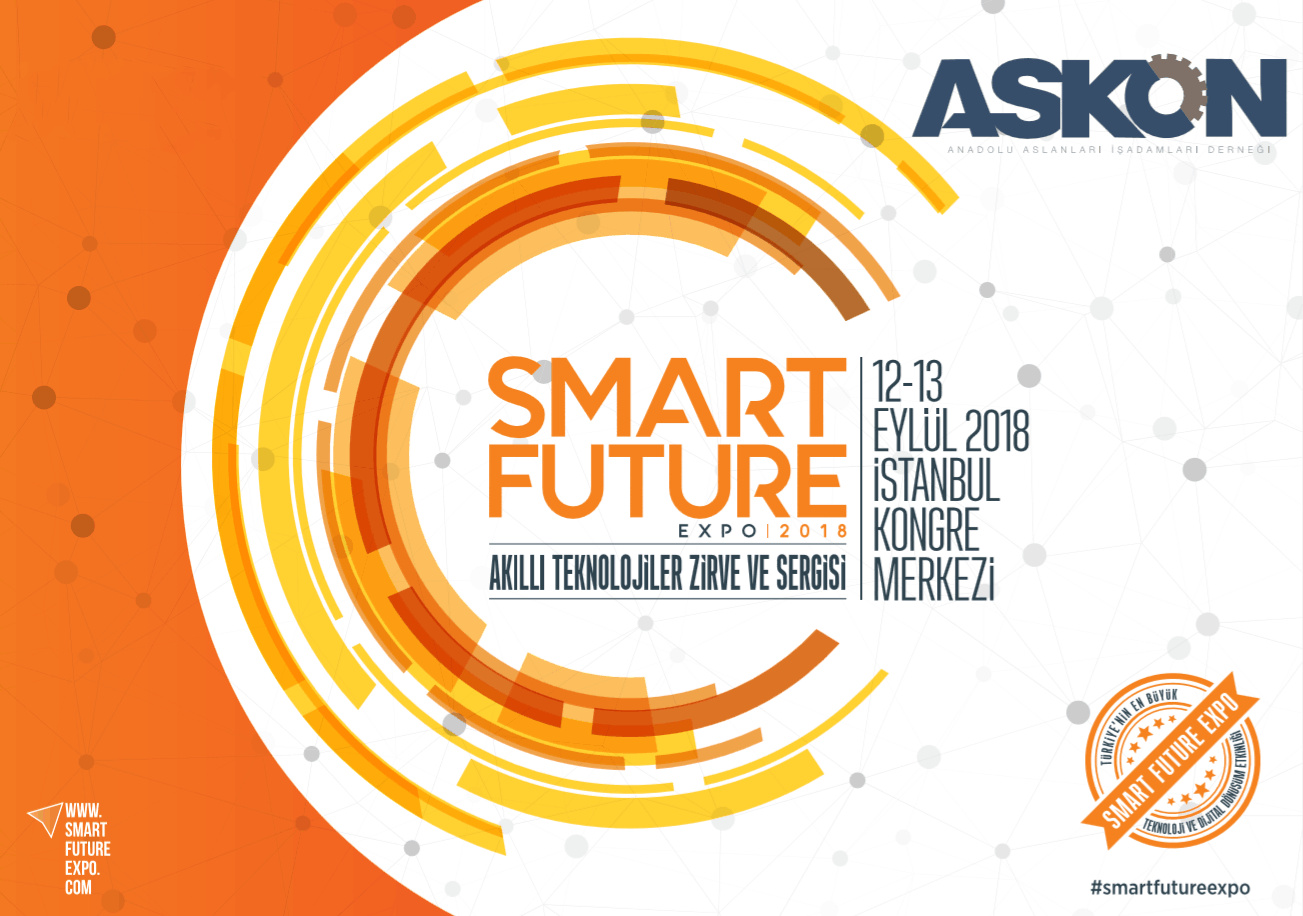 ASKON
ANADOLU ASLANLARI İŞADAMLARI DERNEĞİ
SMART
FUTURE
EXPO | 2018
AKILLI TEKNOLOJİLER ZİRVE VE SERGİSİ
12-13
EYLÜL 2018
İSTANBUL
KONGRE
MERKEZİ
TÜRKİYE'NİN EN BÜYÜK
SMART FUTURE EXPO
TEKNOLOJİ VE DİJİTAL DÖNÜŞÜM ETKİNLİĞİ
#smartfutureexpo
WWW.
SMART
FUTURE
EXPO.
COM